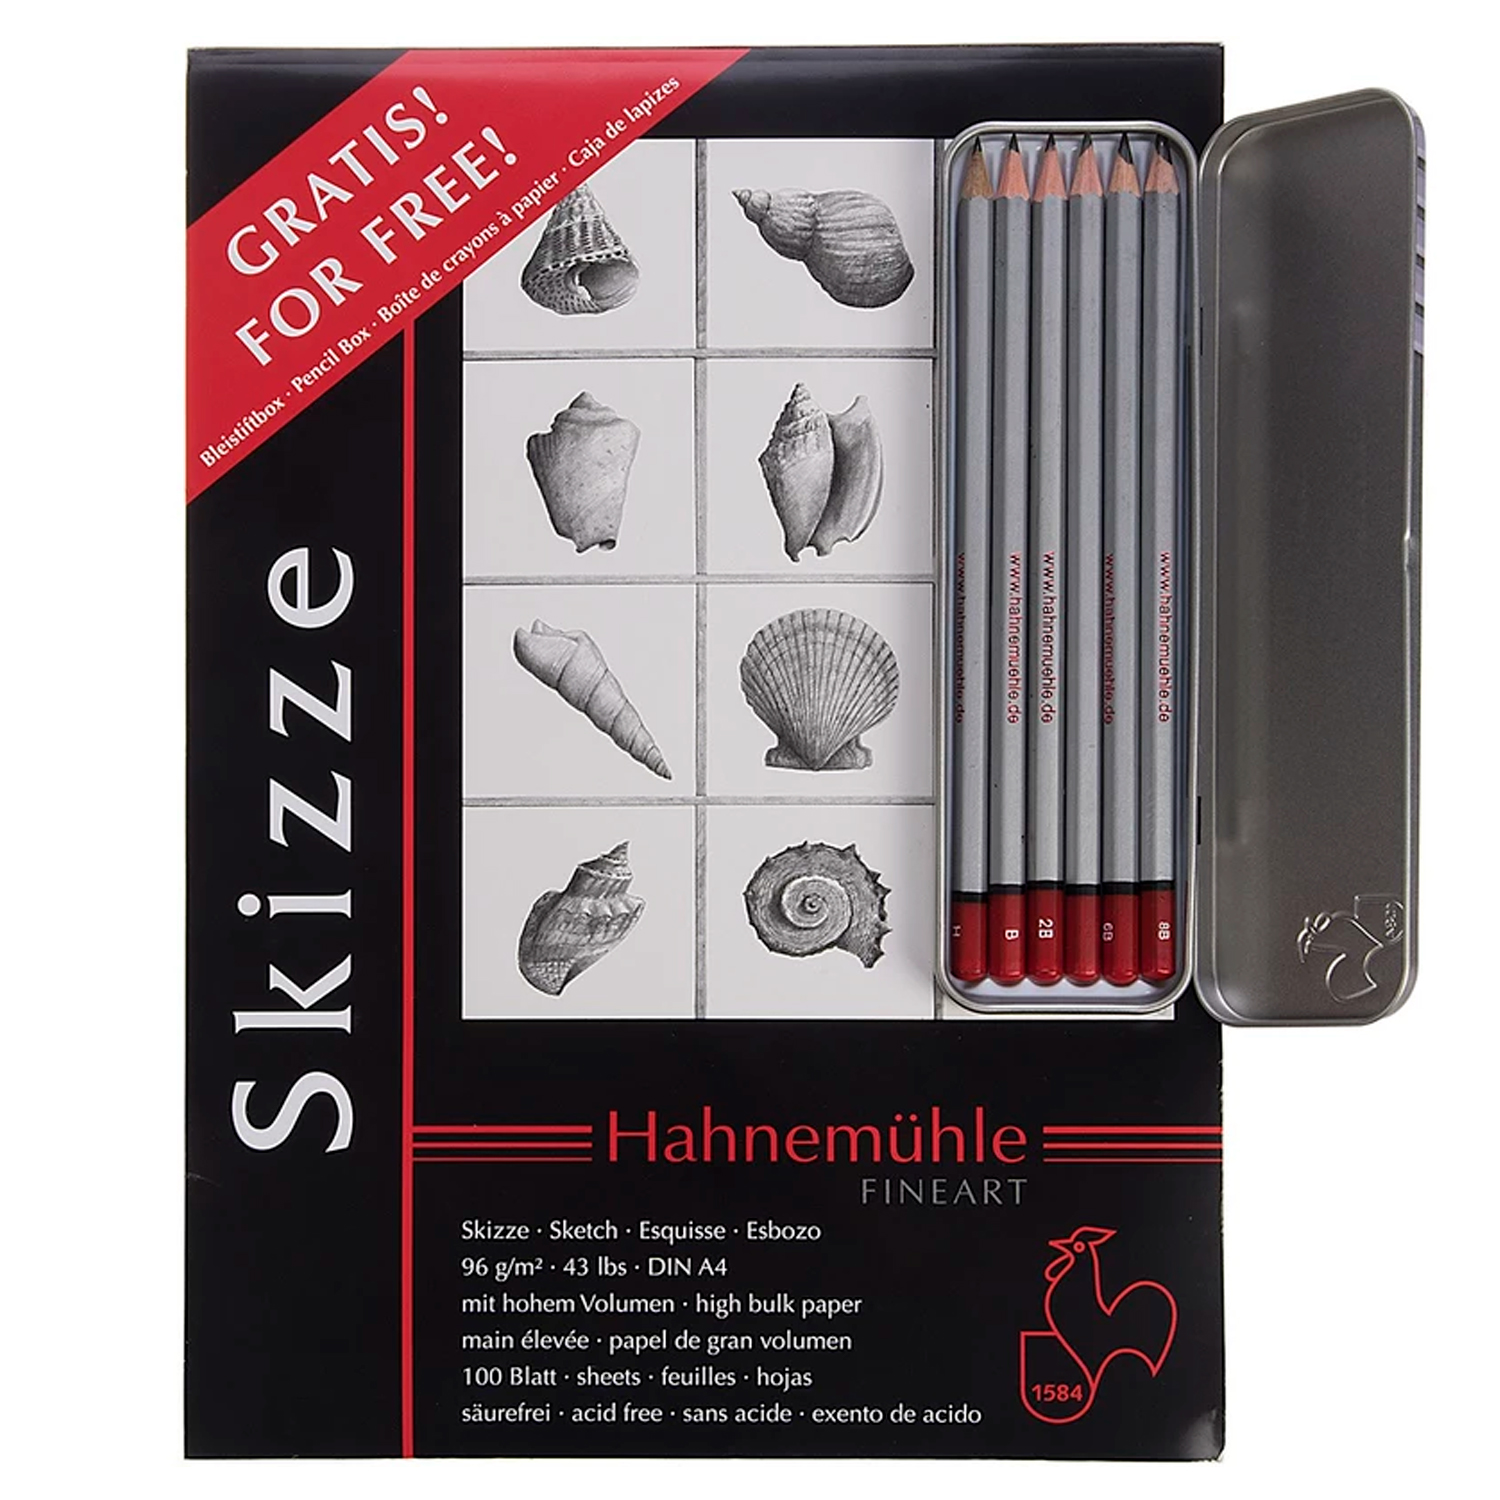 GRATIS!
FOR FREE!
Bleistiftbox · Pencil Box · Boîte de crayons à papier · Caja de lapizes
Skizze
www.hahnemuehle.de
www.hahnemuehle.de
www.hahnemuehle.de
www.hahnemuehle.de
www.hahnemuehle.de
H
B
2B
6B
8B
Hahnemühle
FINEART
Skizze · Sketch · Esquisse · Esbozo
96 g/m² · 43 lbs · DIN A4
mit hohem Volumen · high bulk paper
main élevée · papel de gran volumen
100 Blatt · sheets · feuilles · hojas
säurefrei · acid free · sans acide · exento de acido
1584